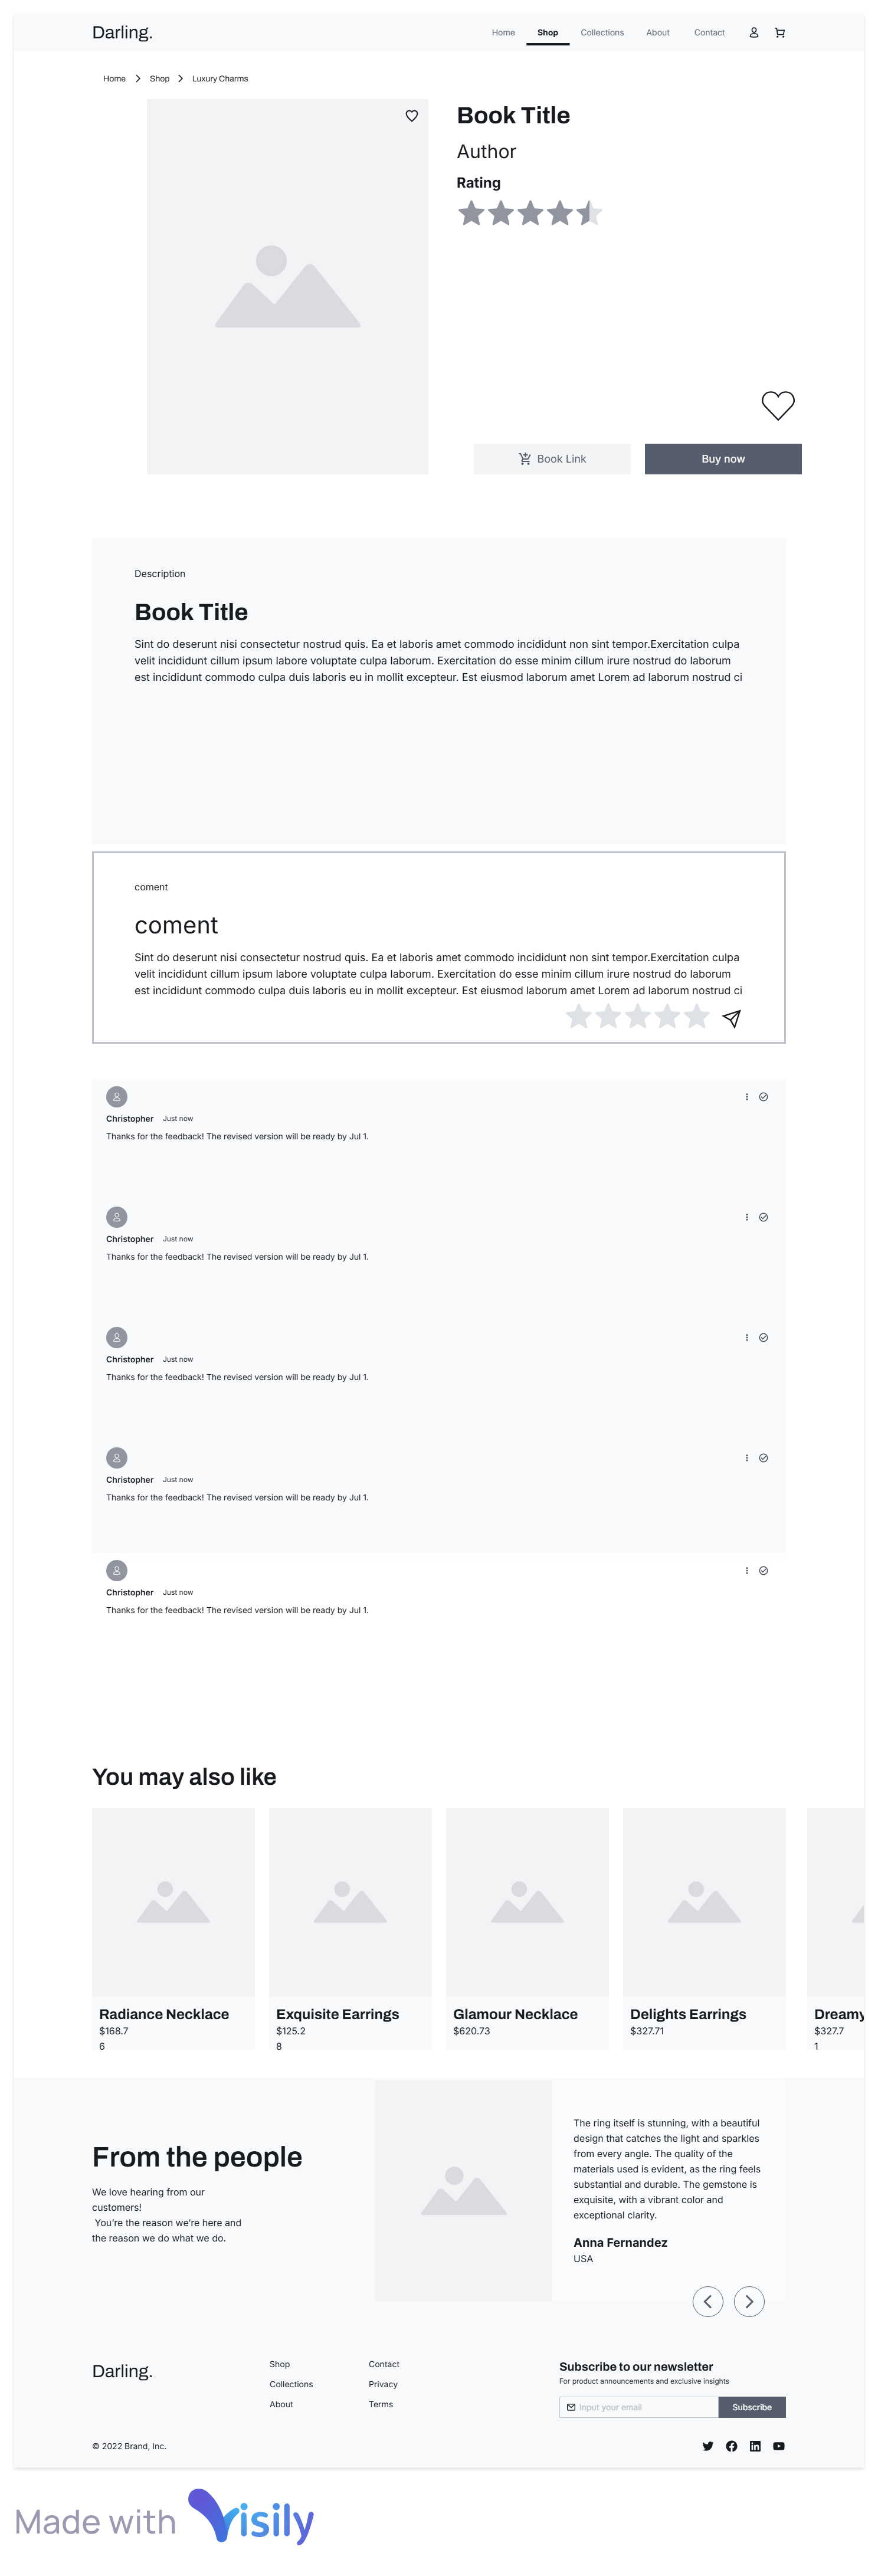 Darling.
Home Shop Collections About Contact
Home Shop Luxury Charms
Book Title
Author
Rating
Book Link
Buy now
Description
Book Title
Sint do deserunt nisi consectetur nostrud quis. Ea et laboris amet commodo incididunt non sint tempor.Exercitation culpa
velit incididunt cillum ipsum labore voluptate culpa laborum. Exercitation do esse minim cillum irure nostrud do laborum
est incididunt commodo culpa duis laboris eu in mollit excepteur. Est eiusmod laborum amet Lorem ad laborum nostrud ci
coment
coment
Sint do deserunt nisi consectetur nostrud quis. Ea et laboris amet commodo incididunt non sint tempor.Exercitation culpa
velit incididunt cillum ipsum labore voluptate culpa laborum. Exercitation do esse minim cillum irure nostrud do laborum
est incididunt commodo culpa duis laboris eu in mollit excepteur. Est eiusmod laborum amet Lorem ad laborum nostrud ci
Christopher Just now
Thanks for the feedback! The revised version will be ready by Jul 1.
Christopher Just now
Thanks for the feedback! The revised version will be ready by Jul 1.
Christopher Just now
Thanks for the feedback! The revised version will be ready by Jul 1.
Christopher Just now
Thanks for the feedback! The revised version will be ready by Jul 1.
Christopher Just now
Thanks for the feedback! The revised version will be ready by Jul 1.
You may also like
Radiance Necklace
$168.7
6
Exquisite Earrings
$125.2
8
Glamour Necklace
$620.73
Delights Earrings
$327.71
Dreamy
$327.7
1
From the people
We love hearing from our
customers!
You're the reason we're here and
the reason we do what we do.
The ring itself is stunning, with a beautiful
design that catches the light and sparkles
from every angle. The quality of the
materials used is evident, as the ring feels
substantial and durable. The gemstone is
exquisite, with a vibrant color and
exceptional clarity.
Anna Fernandez
USA
Darling.
Shop
Collections
About
Contact
Privacy
Terms
Subscribe to our newsletter
For product announcements and exclusive insights
Input your email
Subscribe
© 2022 Brand, Inc.
Made with Visily